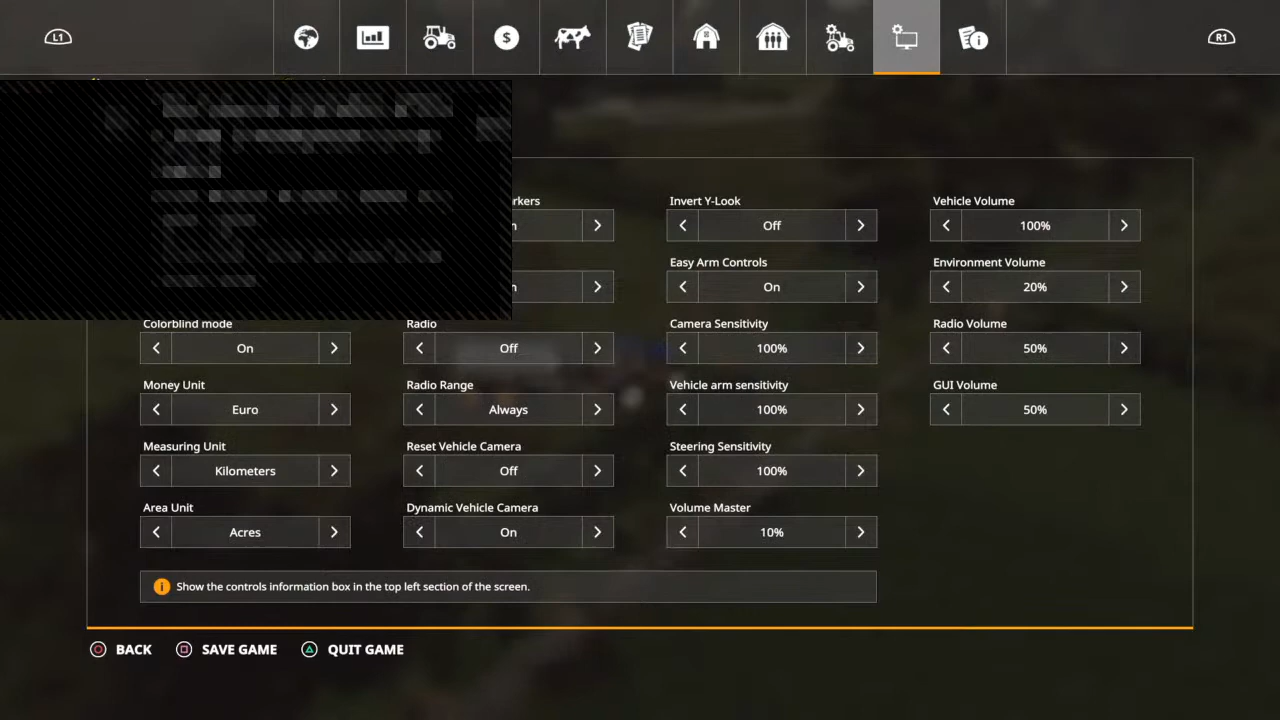 L1
R1
Invert Y-Look
Vehicle Volume
Off
100%
Easy Arm Controls
Environment Volume
On
20%
Colorblind mode
Radio
Camera Sensitivity
Radio Volume
On
Off
100%
50%
Money Unit
Radio Range
Vehicle arm sensitivity
GUI Volume
Euro
Always
100%
50%
Measuring Unit
Reset Vehicle Camera
Steering Sensitivity
Kilometers
Off
100%
Area Unit
Dynamic Vehicle Camera
Volume Master
Acres
On
10%
Show the controls information box in the top left section of the screen.
BACK
SAVE GAME
QUIT GAME